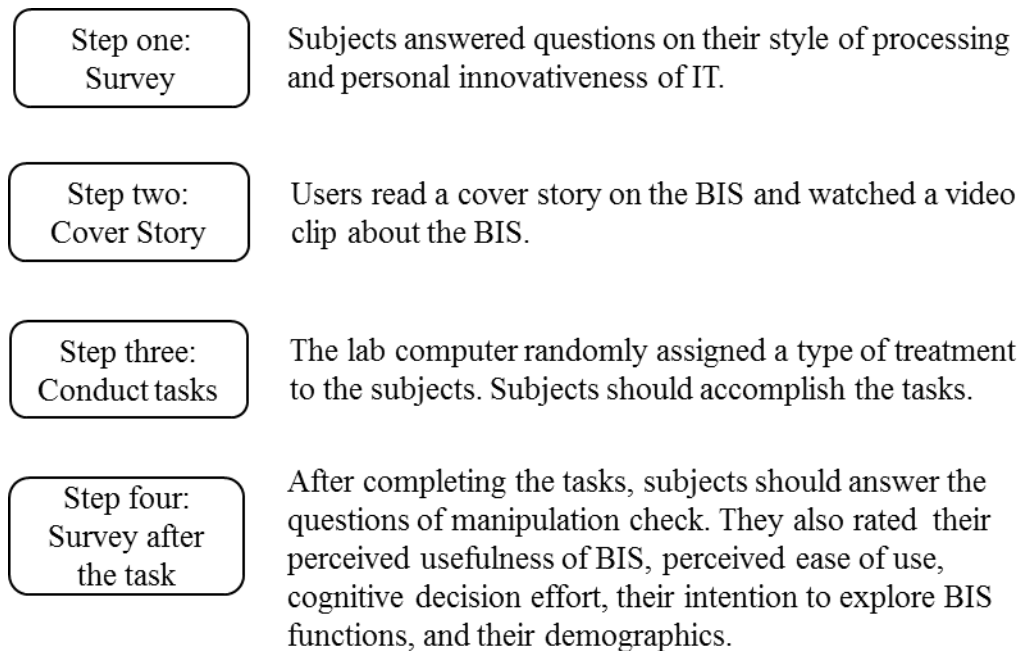 Step one:
Survey
Subjects answered questions on their style of processing
and personal innovativeness of IT.
Step two:
Cover Story
Users read a cover story on the BIS and watched a video
clip about the BIS.
Step three:
Conduct tasks
The lab computer randomly assigned a type of treatment
to the subjects. Subjects should accomplish the tasks.
Step four:
Survey after
the task
After completing the tasks, subjects should answer the
questions of manipulation check. They also rated their
perceived usefulness of BIS, perceived ease of use,
cognitive decision effort, their intention to explore BIS
functions, and their demographics.